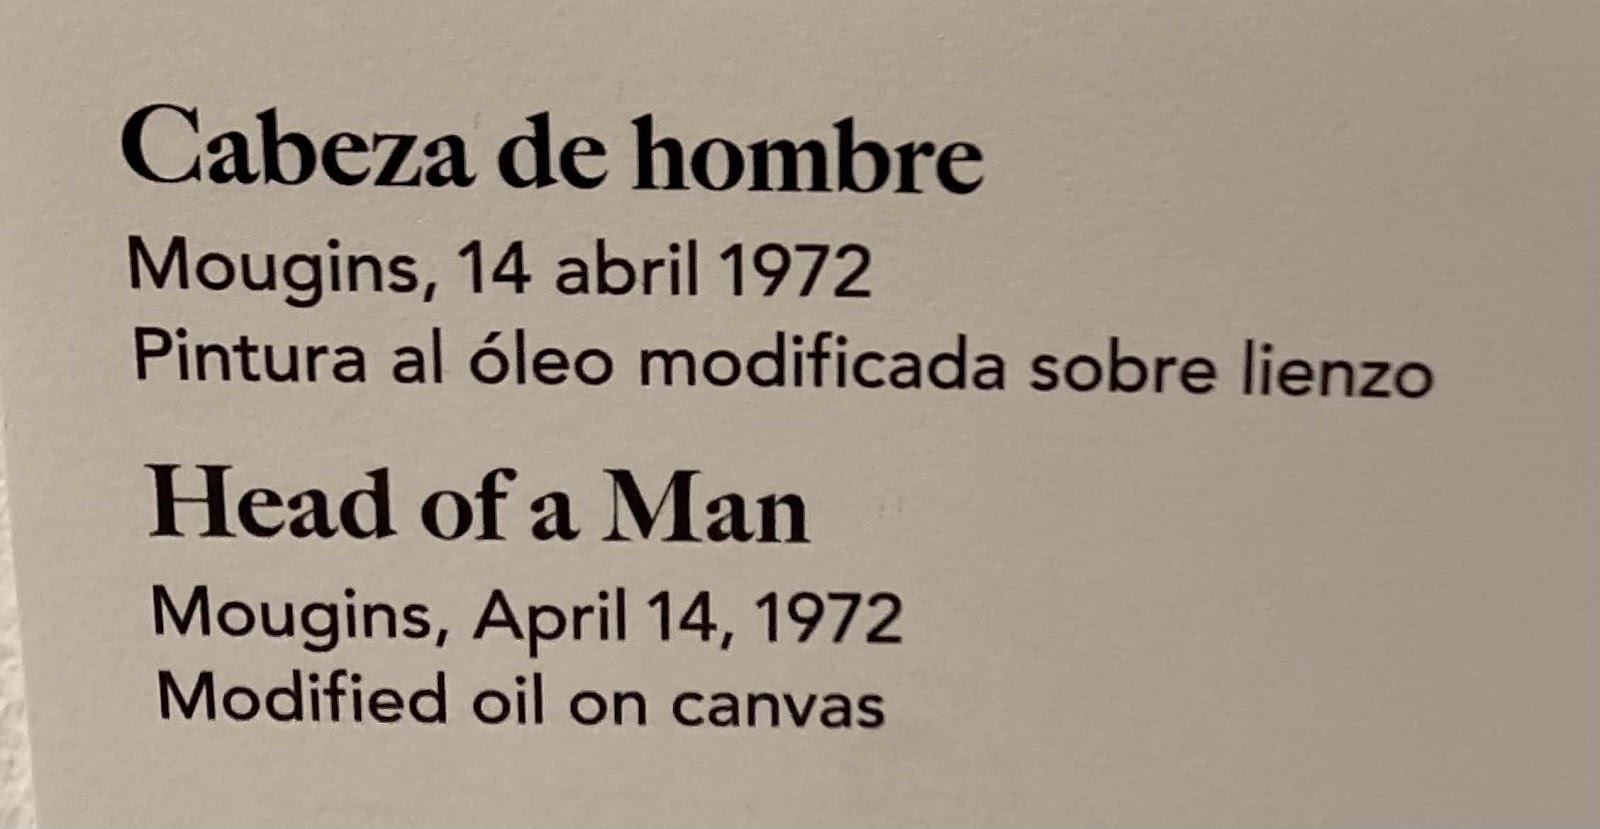 Cabeza de hombre
Mougins, 14 abril 1972
Pintura al óleo modificada sobre lienzo
Head of a Man
Mougins, April 14, 1972
Modified oil on canvas